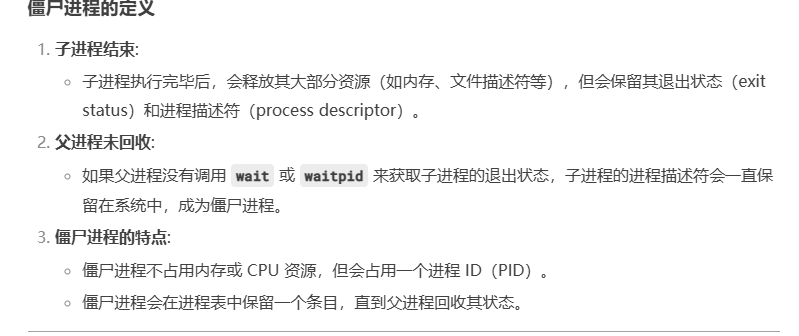 僵尸进程的定义
1. 子进程结束:
子进程执行完毕后，会释放其大部分资源（如内存、文件描述符等），但会保留其退出状态（exit
status）和进程描述符（process descriptor）。
2. 父进程未回收:
如果父进程没有调用 wait 或 waitpid 来获取子进程的退出状态，子进程的进程描述符会一直保
留在系统中，成为僵尸进程。
3. 僵尸进程的特点:
僵尸进程不占用内存或 CPU 资源，但会占用一个进程 ID（PID）。
僵尸进程会在进程表中保留一个条目，直到父进程回收其状态。